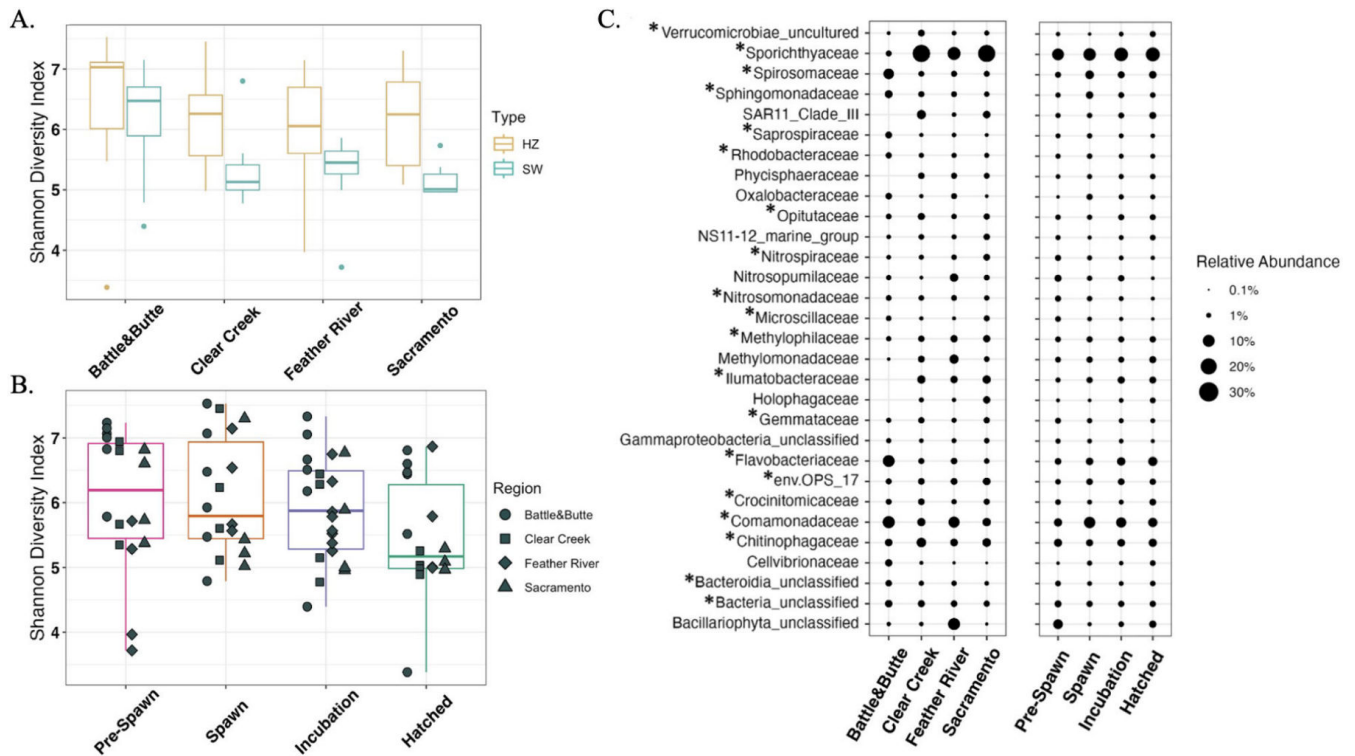 A.
Shannon Diversity Index
7
6
5
4
Battle&Butte
Clear Creek
Feather River
Sacramento
Type
HZ
SW
B.
Shannon Diversity Index
7
6
5
4
Pre-Spawn
Spawn
Incubation
Hatched
Region
Battle&Butte
Clear Creek
Feather River
Sacramento
C.
*Verrucomicrobiae_uncultured
*Sporichthyaceae
*Spirosomaceae
*Sphingomonadaceae
SAR11_Clade_III
*Saprospiraceae
*Rhodobacteraceae
Phycisphaeraceae
Oxalobacteraceae
*Opitutaceae
NS11-12_marine_group
*Nitrospiraceae
Nitrosopumilaceae
*Nitrosomonadaceae
*Microscillaceae
*Methylophilaceae
Methylomonadaceae
*Ilumatobacteraceae
Holophagaceae
*Gemmataceae
Gammaproteobacteria_unclassified
*Flavobacteriaceae
*env.OPS_17
*Crocinitomicaceae
*Comamonadaceae
*Chitinophagaceae
Cellvibrionaceae
*Bacteroidia_unclassified
*Bacteria_unclassified
Bacillariophyta_unclassified
Battle&Butte
Clear Creek
Feather River
Sacramento
Pre-Spawn
Spawn
Incubation
Hatched
Relative Abundance
0.1%
1%
10%
20%
30%